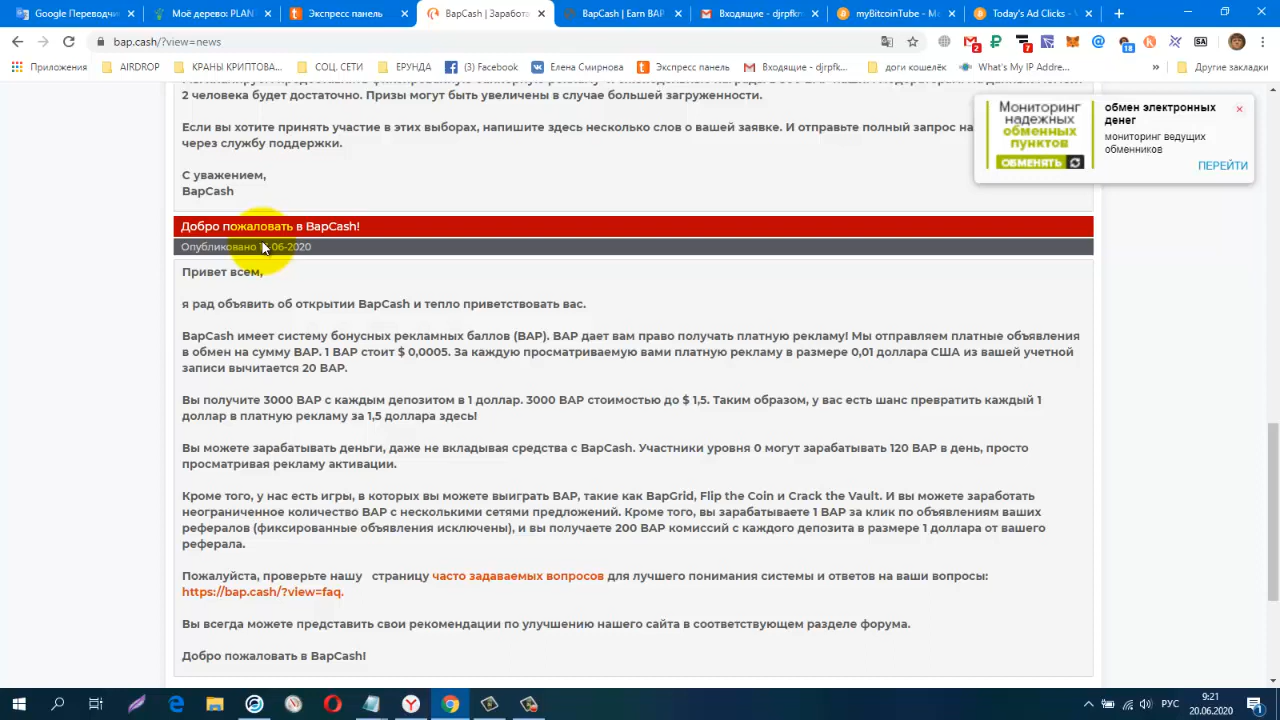 Google Переводч
Моё дерево: PLANT
Экспресс панель
BapCash | Заработа
BapCash | Earn BAP
Входящие - djrpfkm
myBitcoinTube - Mo
Today's Ad Clicks - \
bap.cash/?view=news
2
7
18
SA
Приложения
AIRDROP
КРАНЫ КРИПТОВА...
СОЦ. СЕТИ
ЕРУНДА
(3) Facebook
Елена Смирнова
Экспресс панель
Входящие - djrpfk...
доги кошелёк
What's My IP Addre...
»
Другие закладки
2 человека будет достаточно. Призы могут быть увеличены в случае большей загруженности.
Если вы хотите принять участие в этих выборах, напишите здесь несколько слов о вашей заявке. И отправьте полный запрос на
через службу поддержки.
С уважением,
BapCash
Мониторинг
надежных
обменных
пунктов
ОБМЕНЯТЬ
обмен электронных
денег
мониторинг ведущих
обменников
ПЕРЕЙТИ
Добро пожаловать в BapCash!
Опубликовано -06-2020
Привет всем,
я рад объявить об открытии BapCash и тепло приветствовать вас.
BapCash имеет систему бонусных рекламных баллов (BAP). BAP дает вам право получать платную рекламу! Мы отправляем платные объявления
в обмен на сумму BAP. 1 BAP стоит $ 0,0005. За каждую просматриваемую вами платную рекламу в размере 0,01 доллара США из вашей учетной
записи вычитается 20 BAP.
Вы получите 3000 BAP с каждым депозитом в 1 доллар. 3000 BAP стоимостью до $ 1,5. Таким образом, у вас есть шанс превратить каждый 1
доллар в платную рекламу за 1,5 доллара здесь!
Вы можете зарабатывать деньги, даже не вкладывая средства с BapCash. Участники уровня 0 могут зарабатывать 120 BAP в день, просто
просматривая рекламу активации.
Кроме того, у нас есть игры, в которых вы можете выиграть BAP, такие как BapGrid, Flip the Coin и Crack the Vault. И вы можете заработать
неограниченное количество BAP с несколькими сетями предложений. Кроме того, вы зарабатываете 1 BAP за клик по объявлениям ваших
рефералов (фиксированные объявления исключены), и вы получаете 200 BAP комиссий с каждого депозита в размере 1 доллара от вашего
реферала.
Пожалуйста, проверьте нашу страницу часто задаваемых вопросов для лучшего понимания системы и ответов на ваши вопросы:
https://bap.cash/?view=faq.
Вы всегда можете представить свои рекомендации по улучшению нашего сайта в соответствующем разделе форума.
Добро пожаловать в BapCash!
РУС
9:21
20.06.2020
1